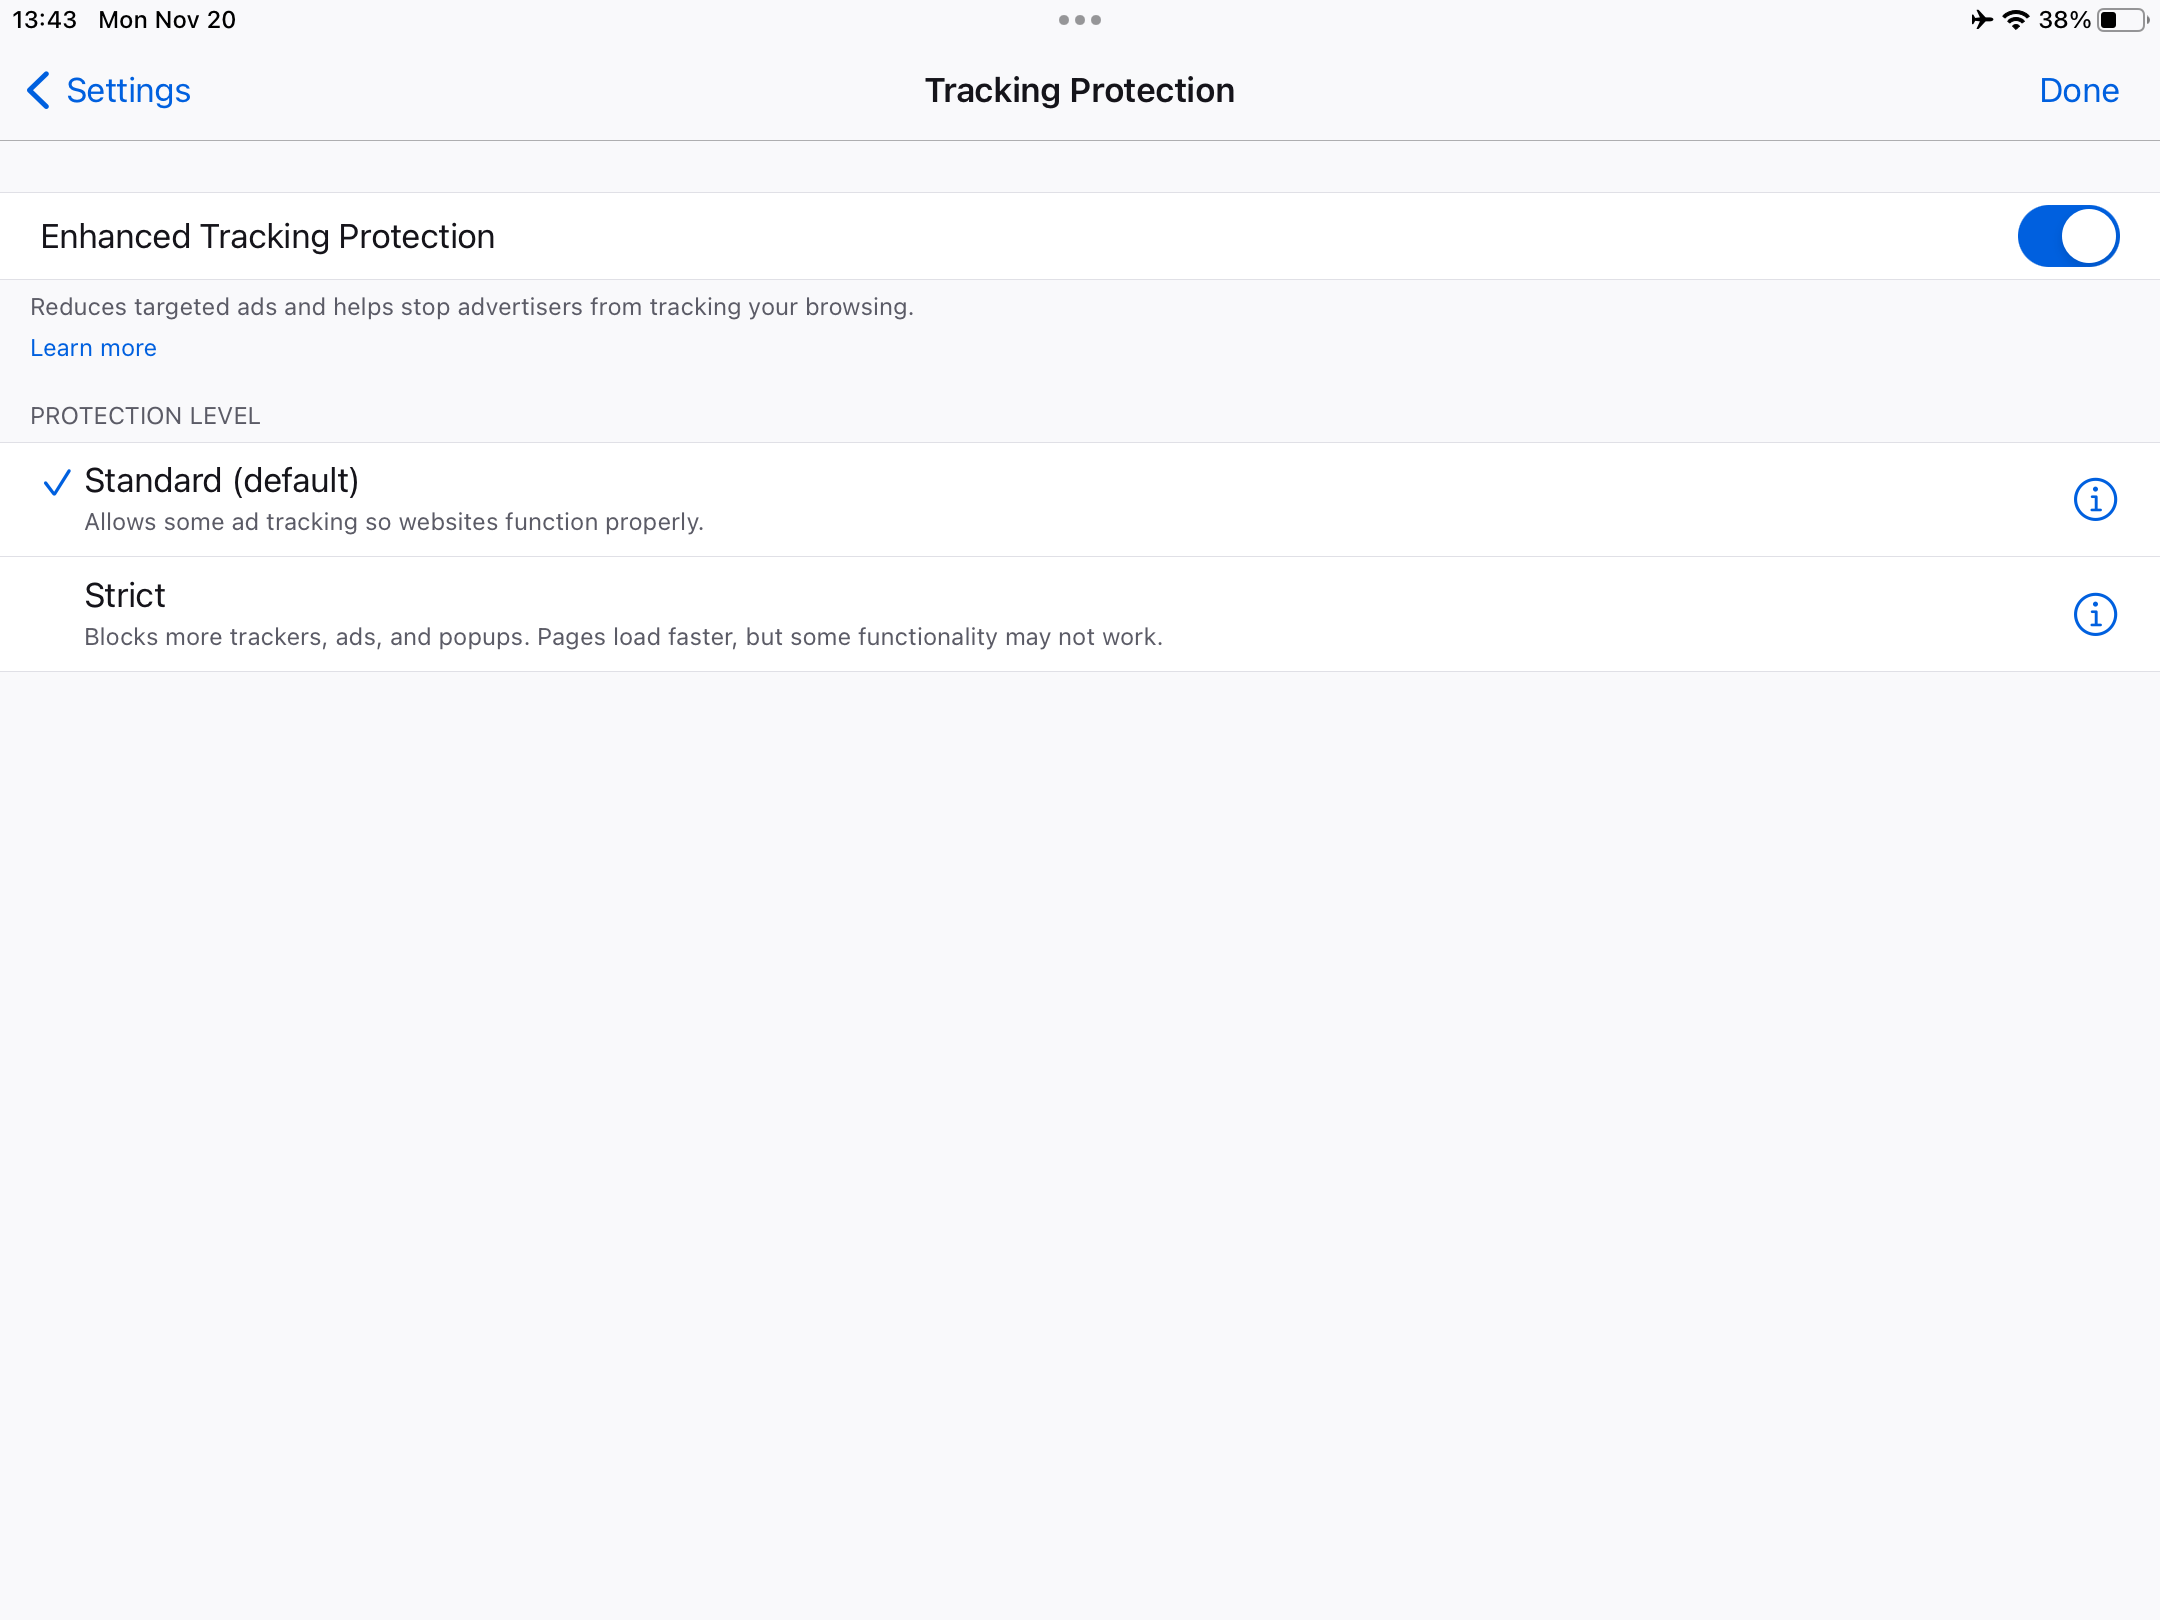 13:43 Mon Nov 20
38%
Settings
Tracking Protection
Done
Enhanced Tracking Protection
Reduces targeted ads and helps stop advertisers from tracking your browsing.
Learn more
PROTECTION LEVEL
Standard (default)
Allows some ad tracking so websites function properly.
Strict
Blocks more trackers, ads, and popups. Pages load faster, but some functionality may not work.